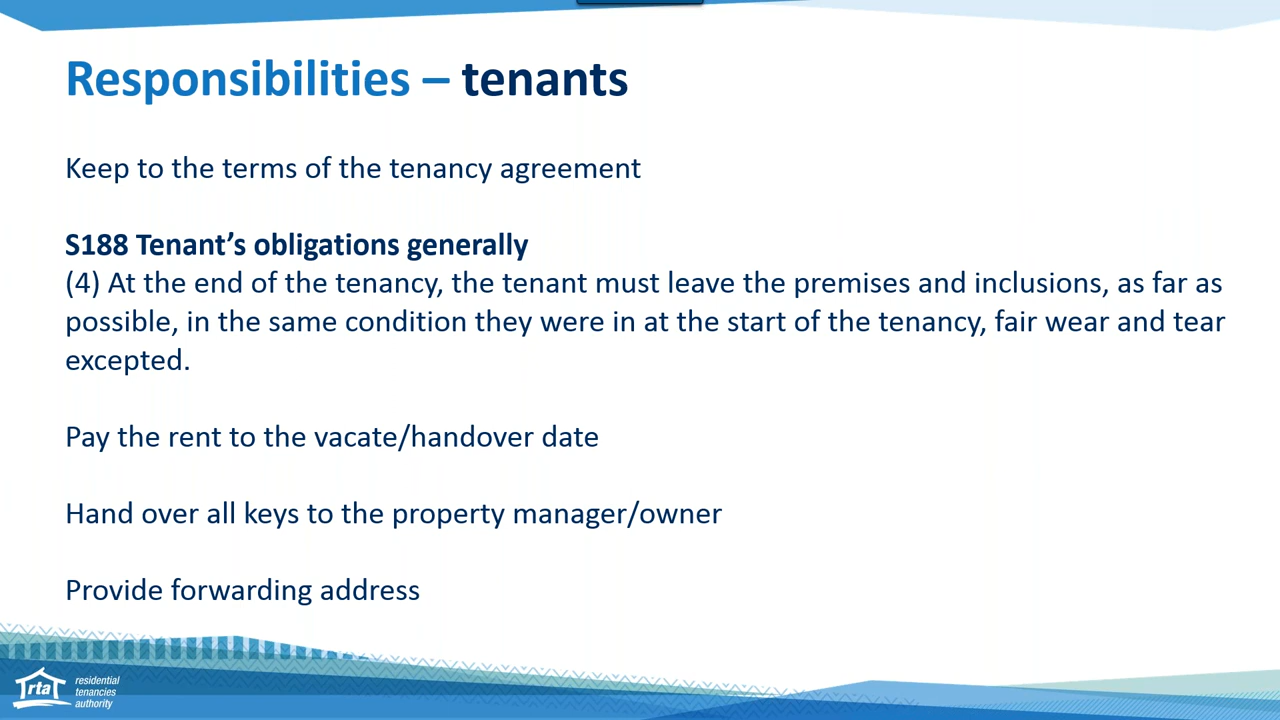 Responsibilities – tenants
Keep to the terms of the tenancy agreement
S188 Tenant’s obligations generally
(4) At the end of the tenancy, the tenant must leave the premises and inclusions, as far as
possible, in the same condition they were in at the start of the tenancy, fair wear and tear
excepted.
Pay the rent to the vacate/handover date
Hand over all keys to the property manager/owner
Provide forwarding address
rta
residential
tenancies
authority